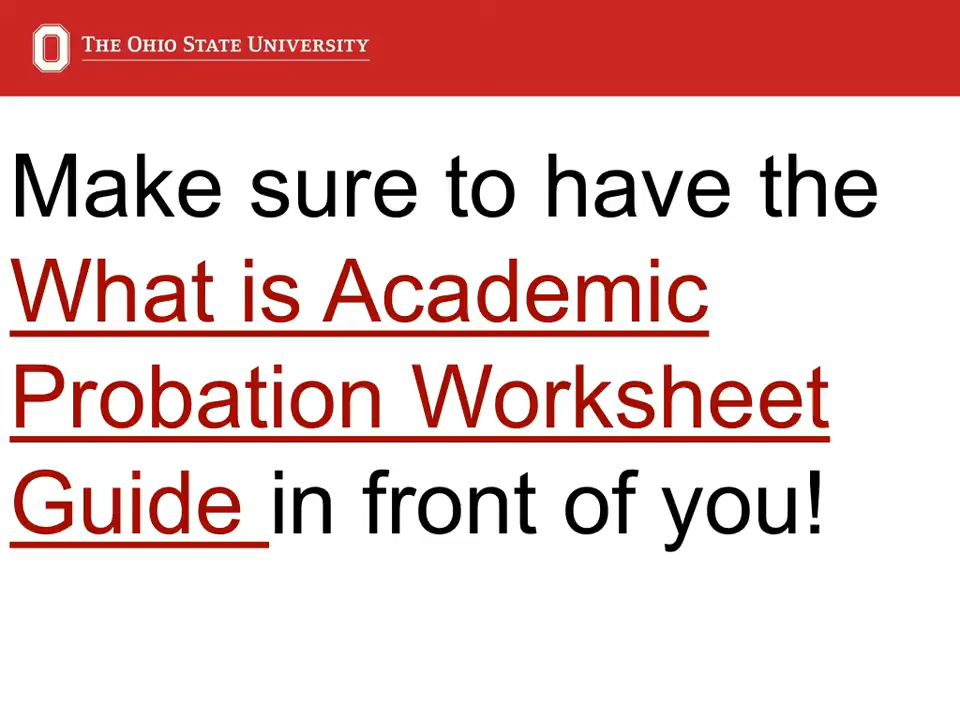 THE OHIO STATE UNIVERSITY
Make sure to have the
What is Academic
Probation Worksheet
Guide in front of you!